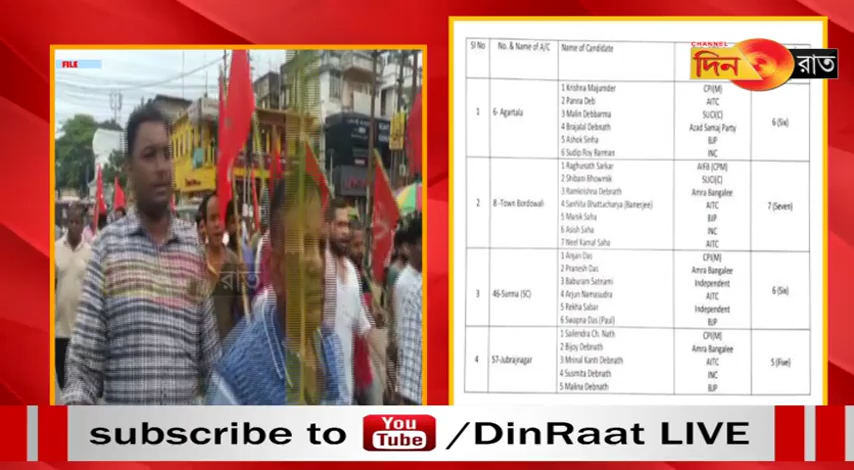 FILE
রাত
Sl No No. & Name of A/C Name of Candidate
CHANNEL
দিন রাত
1 6- Agartala 6 (Six)
1 Krishna Majumder CPI(M)
2 Panna Deb AITC
3 Malin Debbarma SUCI(C)
4 Brajalal Debnath Azad Samaj Party
5 Ashok Sinha BJP
6 Sudip Roy Barman INC
2 8 -Town Bordowali 7 (Seven)
1 Raghunath Sarkar AIFB (CPM)
2 Shibani Bhowmik SUCI(C)
3 Ramkrishna Debnath Amra Bangalee
4 Sanhita Bhattacharya (Banerjee) AITC
5 Manik Saha BJP
6 Asish Saha INC
7 Neel Kamal Saha AITC
3 46-Surma (SC) 6 (Six)
1 Anjan Das CPI(M)
2 Pranesh Das Amra Bangalee
3 Baburam Satnami Independent
4 Arjun Namasudra AITC
5 Rekha Sabar Independent
6 Swapna Das (Paul) BJP
4 57-Jubrajnagar 5 (Five)
1 Sailendra Ch. Nath CPI(M)
2 Bijoy Debnath Amra Bangalee
3 Mrinal Kanti Debnath AITC
4 Susmita Debnath INC
5 Malina Debnath BJP
subscribe to You Tube /DinRaat LIVE